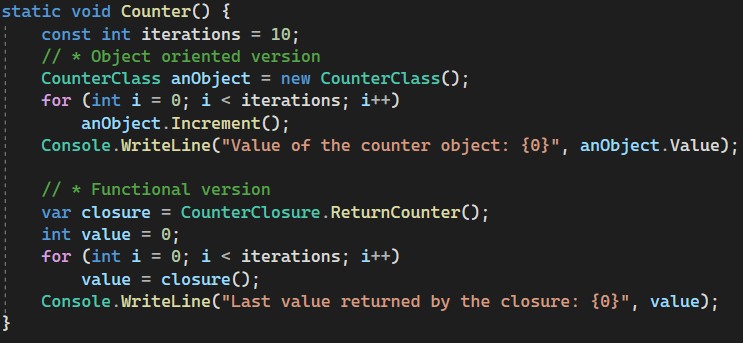 static void Counter() {
    const int iterations = 10;
    // * Object oriented version
    CounterClass anObject = new CounterClass();
    for (int i = 0; i < iterations; i++)
        anObject.Increment();
    Console.WriteLine("Value of the counter object: {0}", anObject.Value);

    // * Functional version
    var closure = CounterClosure.ReturnCounter();
    int value = 0;
    for (int i = 0; i < iterations; i++)
        value = closure();
    Console.WriteLine("Last value returned by the closure: {0}", value);
}